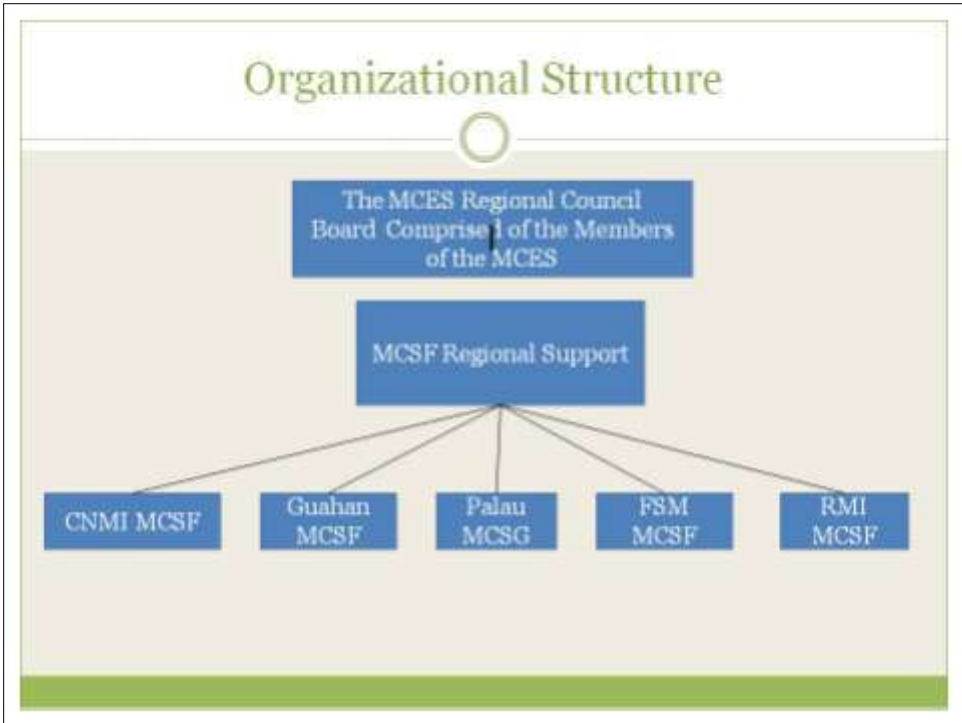 Organizational Structure
The MCES Regional Council
Board Comprised of the Members
of the MCES
MCSF Regional Support
CNMI MCSF
Guahan
MCSF
Palau
MCSG
FSM
MCSF
RMI
MCSF